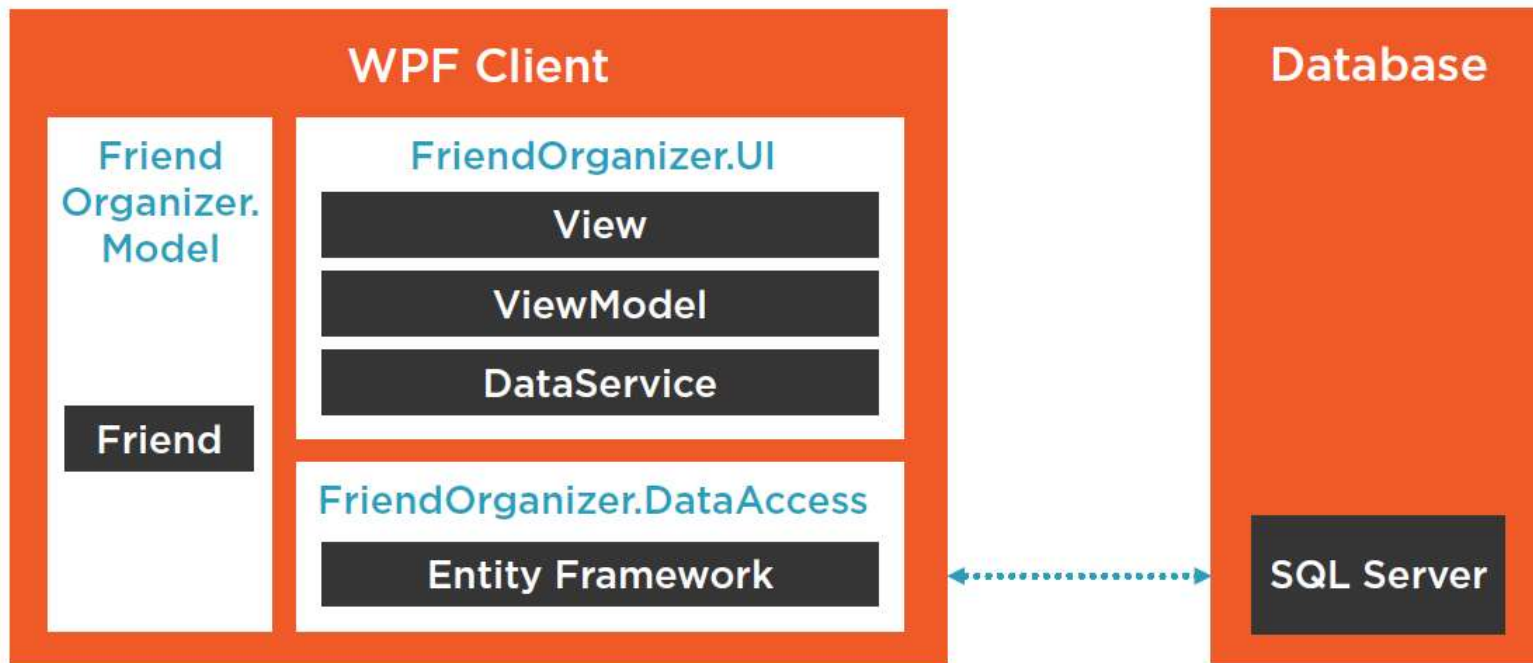 WPF Client
Friend
Organizer.
Model
Friend
FriendOrganizer.UI
View
ViewModel
DataService
FriendOrganizer.DataAccess
Entity Framework
Database
SQL Server